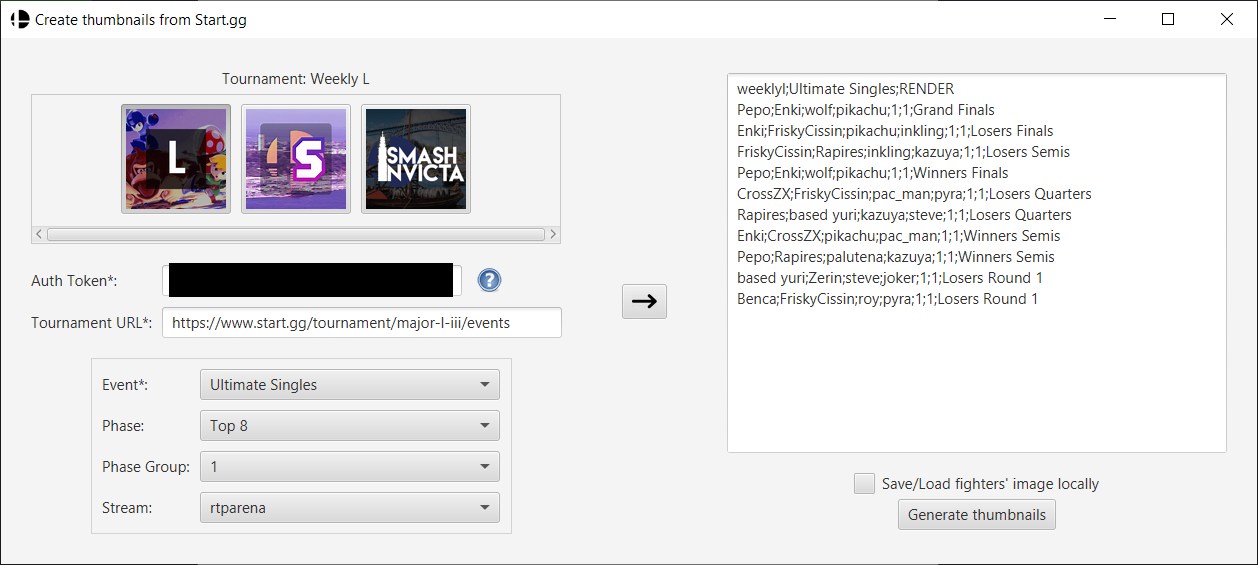 Create thumbnails from Start.gg
Tournament: Weekly L
L
S
SMASH
INVICTA
Auth Token*:
?
Tournament URL*:
https://www.start.gg/tournament/major-l-iii/events
Event*:
Ultimate Singles
Phase:
Top 8
Phase Group:
1
Stream:
rtparena
weeklyl;Ultimate Singles;RENDER
Pepo;Enki;wolf;pikachu;1;1;Grand Finals
Enki;FriskyCissin;pikachu;inkling;1;1;Losers Finals
FriskyCissin;Rapires;inkling;kazuya;1;1;Losers Semis
Pepo;Enki;wolf;pikachu;1;1;Winners Finals
CrossZX;FriskyCissin;pac_man;pyra;1;1;Losers Quarters
Rapires;based yuri;kazuya;steve;1;1;Losers Quarters
Enki;CrossZX;pikachu;pac_man;1;1;Winners Semis
Pepo;Rapires;palutena;kazuya;1;1;Winners Semis
based yuri;Zerin;steve;joker;1;1;Losers Round 1
Benca;FriskyCissin;roy;pyra;1;1;Losers Round 1
Save/Load fighters' image locally
Generate thumbnails